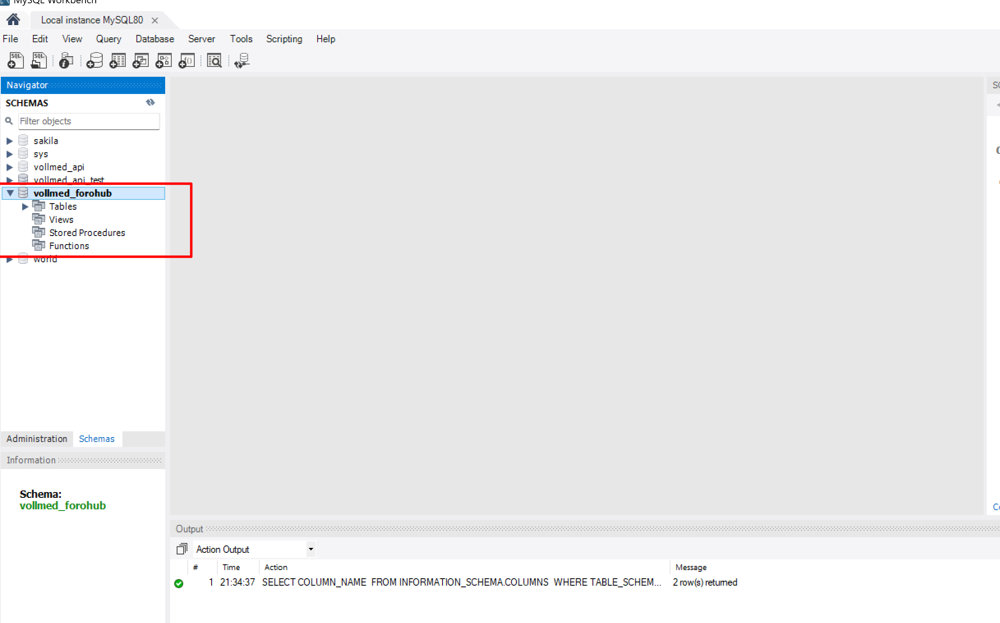 MySQL Workbench
Local instance MySQL80
File Edit View Query Database Server Tools Scripting Help
Navigator
SCHEMAS
Filter objects
sakila
sys
vollmed_api
vollmed_api_test
vollmed_forohub
Tables
Views
Stored Procedures
Functions
world
Administration Schemas
Information
Schema:
vollmed_forohub
Output
Action Output
# Time Action Message
1 21:34:37 SELECT COLUMN_NAME FROM INFORMATION_SCHEMA.COLUMNS WHERE TABLE_SCHEM... 2 row(s) returned